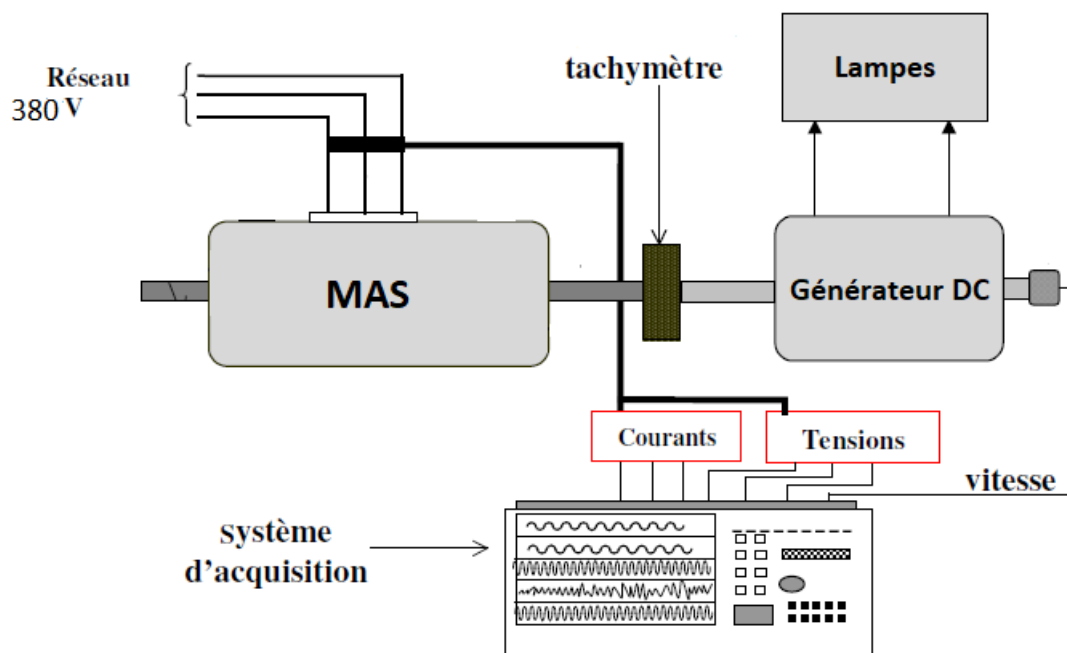 Réseau
380 V
tachymètre
Lampes
MAS
Générateur DC
Courants
Tensions
vitesse
Système
d’acquisition